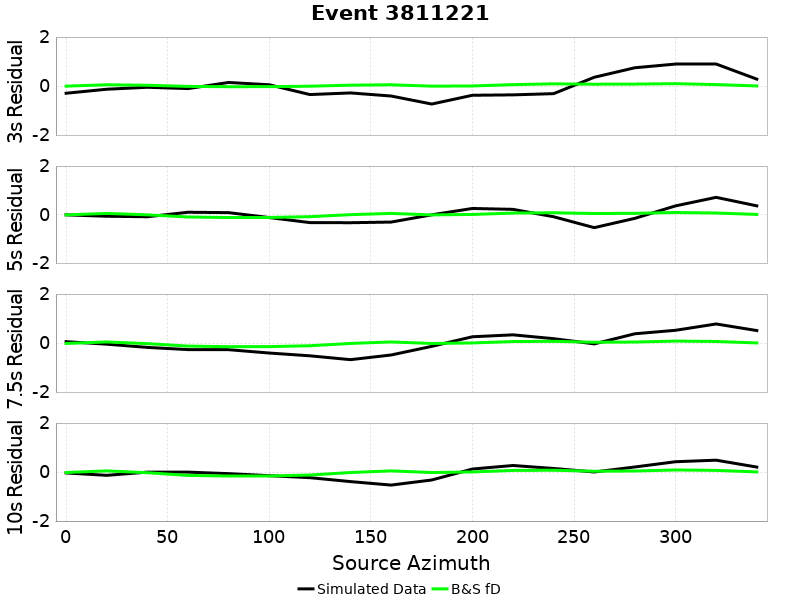 Event 3811221
2
0
-2
3s Residual
2
0
-2
5s Residual
2
0
-2
7.5s Residual
2
0
-2
10s Residual
0 50 100 150 200 250 300
Source Azimuth
Simulated Data B&S fD